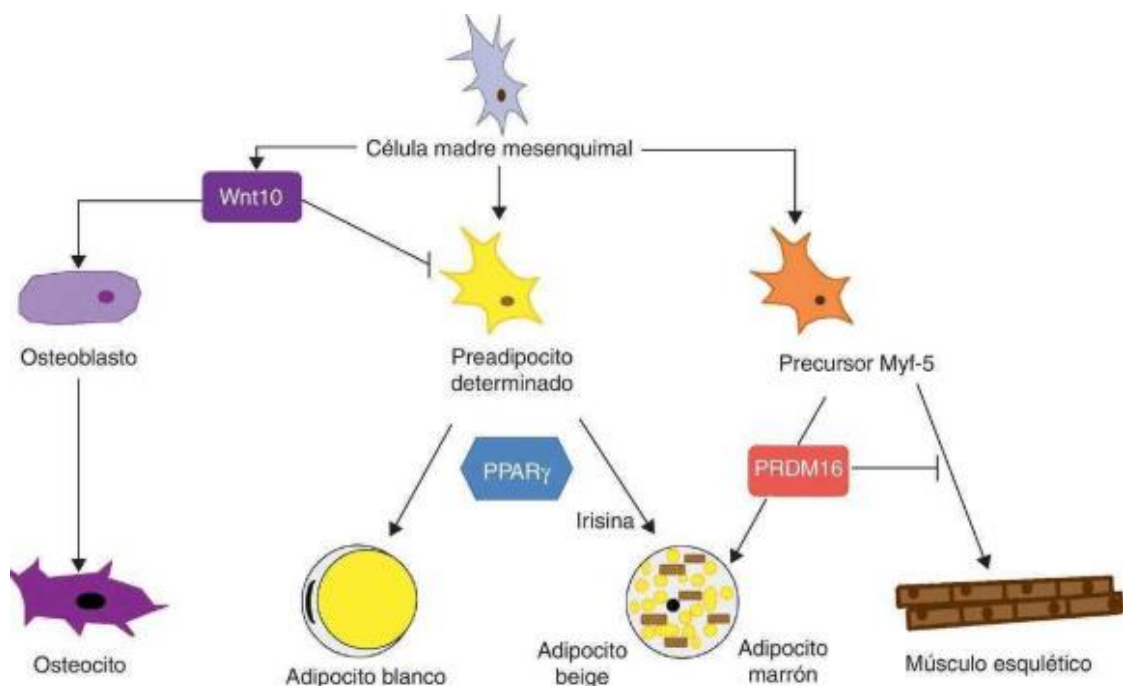 Célula madre mesenquimal
Wnt10
Osteoblasto
Preadipocito
determinado
Precursor Myf-5
PPARγ
PRDM16
Irisina
Osteocito
Adipocito blanco
Adipocito
beige
Adipocito
marrón
Músculo esqulético